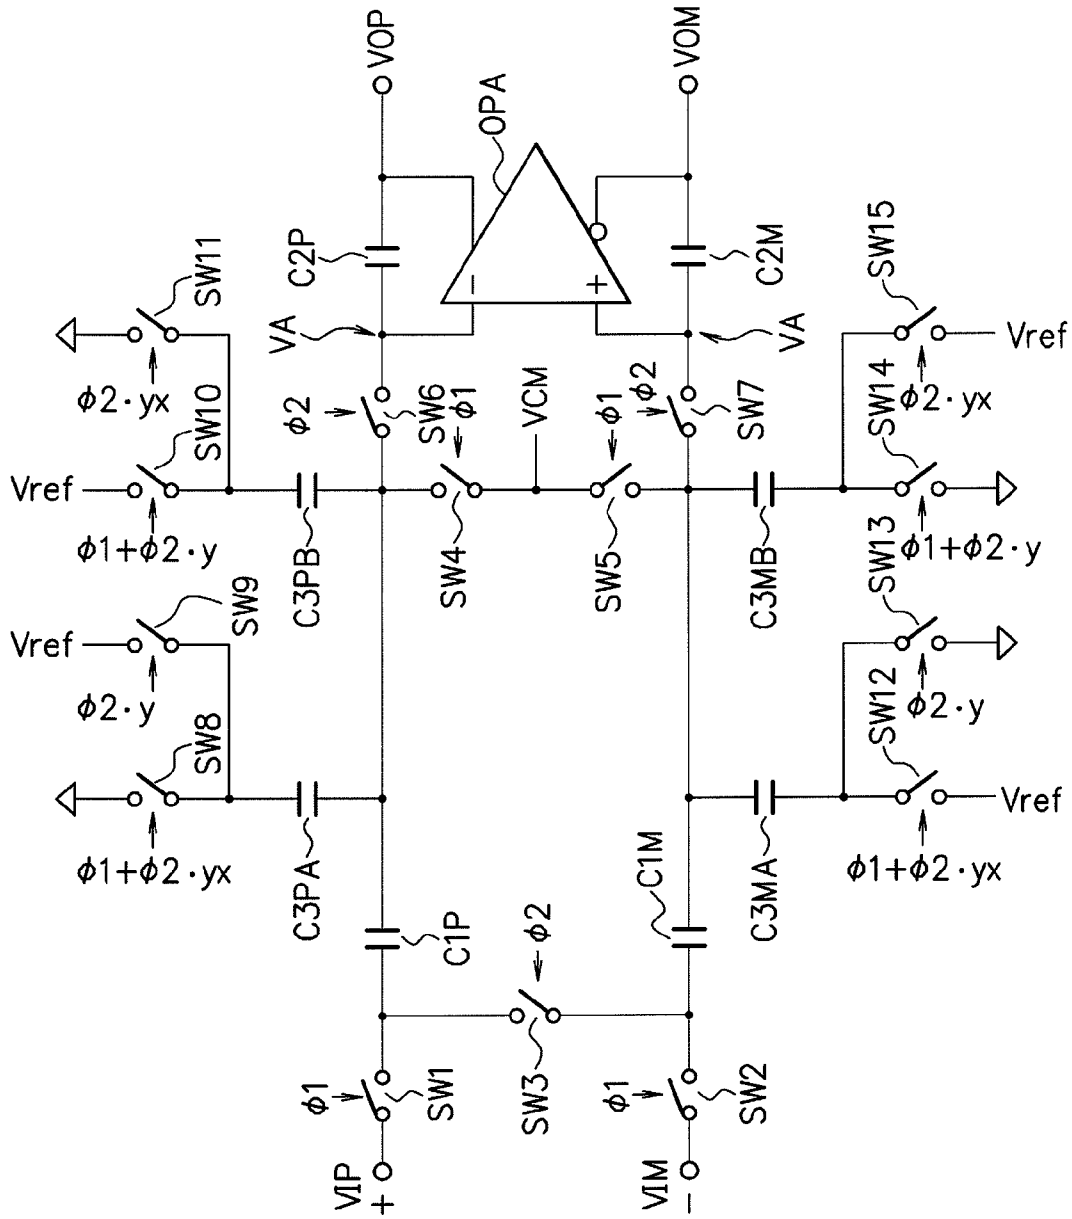 VOP
VOM
OPA
C2P
C2M
-
+
SW11
SW15
VA
VA
Vref
ϕ2·yx
SW10
ϕ2
SW6
ϕ1
VCM
ϕ1
ϕ2
SW7
SW14
ϕ2·yx
Vref
Vref
ϕ1+ϕ2·y
SW9
C3PB
SW4
SW5
C3MB
SW13
ϕ1+ϕ2·y
ϕ2·y
SW8
SW12
ϕ2·y
ϕ1+ϕ2·yx
C3PA
C1P
ϕ2
C1M
C3MA
ϕ1+ϕ2·yx
Vref
ϕ1
SW1
SW3
ϕ1
SW2
VIP
+
VIM
-